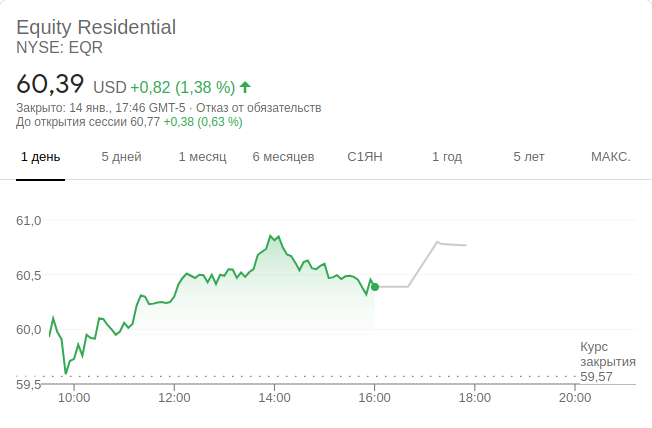 Equity Residential
NYSE: EQR
60,39 USD +0,82 (1,38 %)
Закрыто: 14 янв., 17:46 GMT-5 · Отказ от обязательств
До открытия сессии 60,77 +0,38 (0,63 %)
1 день 5 дней 1 месяц 6 месяцев С1ЯН 1 год 5 лет МАКС.
61,0
60,5
60,0
Курс
закрытия
59,57
59,5
10:00 12:00 14:00 16:00 18:00 20:00